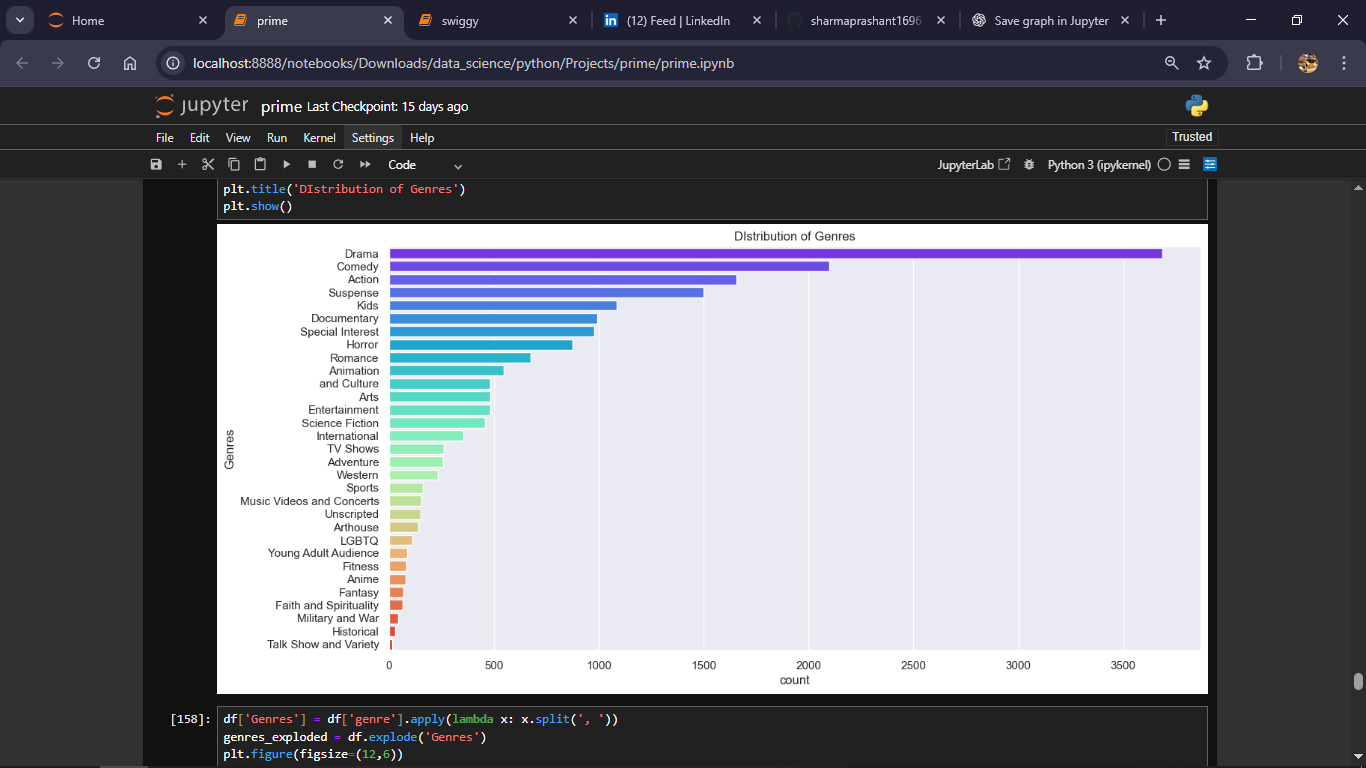 Home
prime
swiggy
(12) Feed | LinkedIn
sharmaprashant1696
Save graph in Jupyter
localhost:8888/notebooks/Downloads/data_science/python/Projects/prime/prime.ipynb
jupyter prime Last Checkpoint: 15 days ago
File Edit View Run Kernel Settings Help
Trusted
Code
JupyterLab
Python 3 (ipykernel)
plt.title('DIstribution of Genres')
plt.show()
DIstribution of Genres
Genres
Drama
Comedy
Action
Suspense
Kids
Documentary
Special Interest
Horror
Romance
Animation
and Culture
Arts
Entertainment
Science Fiction
International
TV Shows
Adventure
Western
Sports
Music Videos and Concerts
Unscripted
Arthouse
LGBTQ
Young Adult Audience
Fitness
Anime
Fantasy
Faith and Spirituality
Military and War
Historical
Talk Show and Variety
0 500 1000 1500 2000 2500 3000 3500
count
[158]: df['Genres'] = df['genre'].apply(lambda x: x.split(', '))
genres_exploded = df.explode('Genres')
plt.figure(figsize=(12,6))